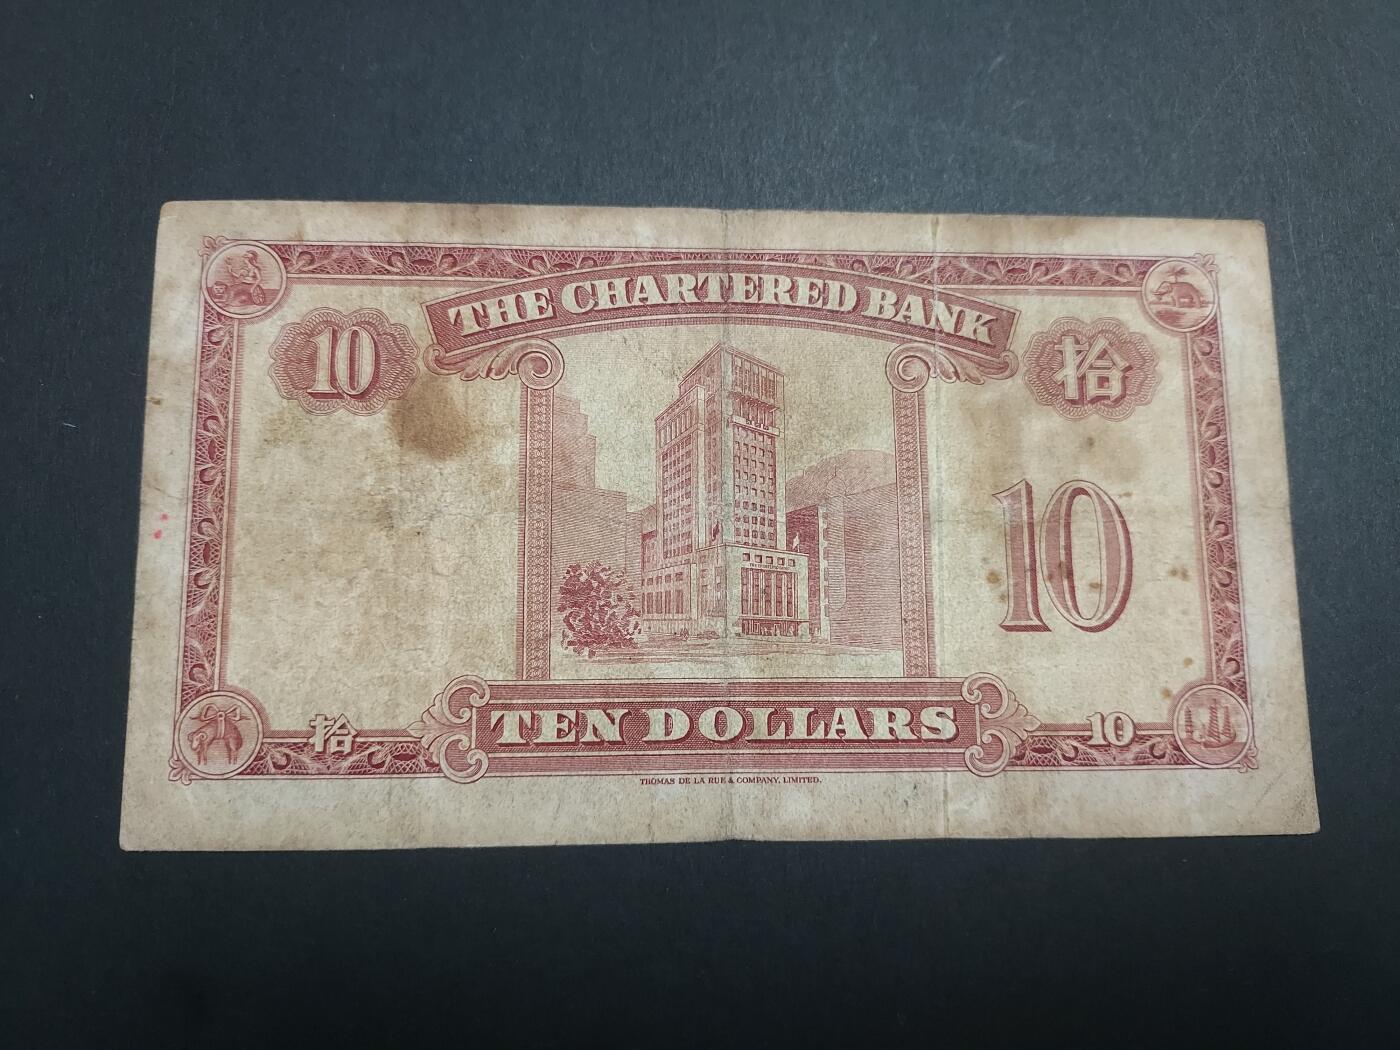 THE CHARTERED BANK
10
拾
10
拾
TEN DOLLARS
10
THOMAS DE LA RUE & COMPANY, LIMITED.